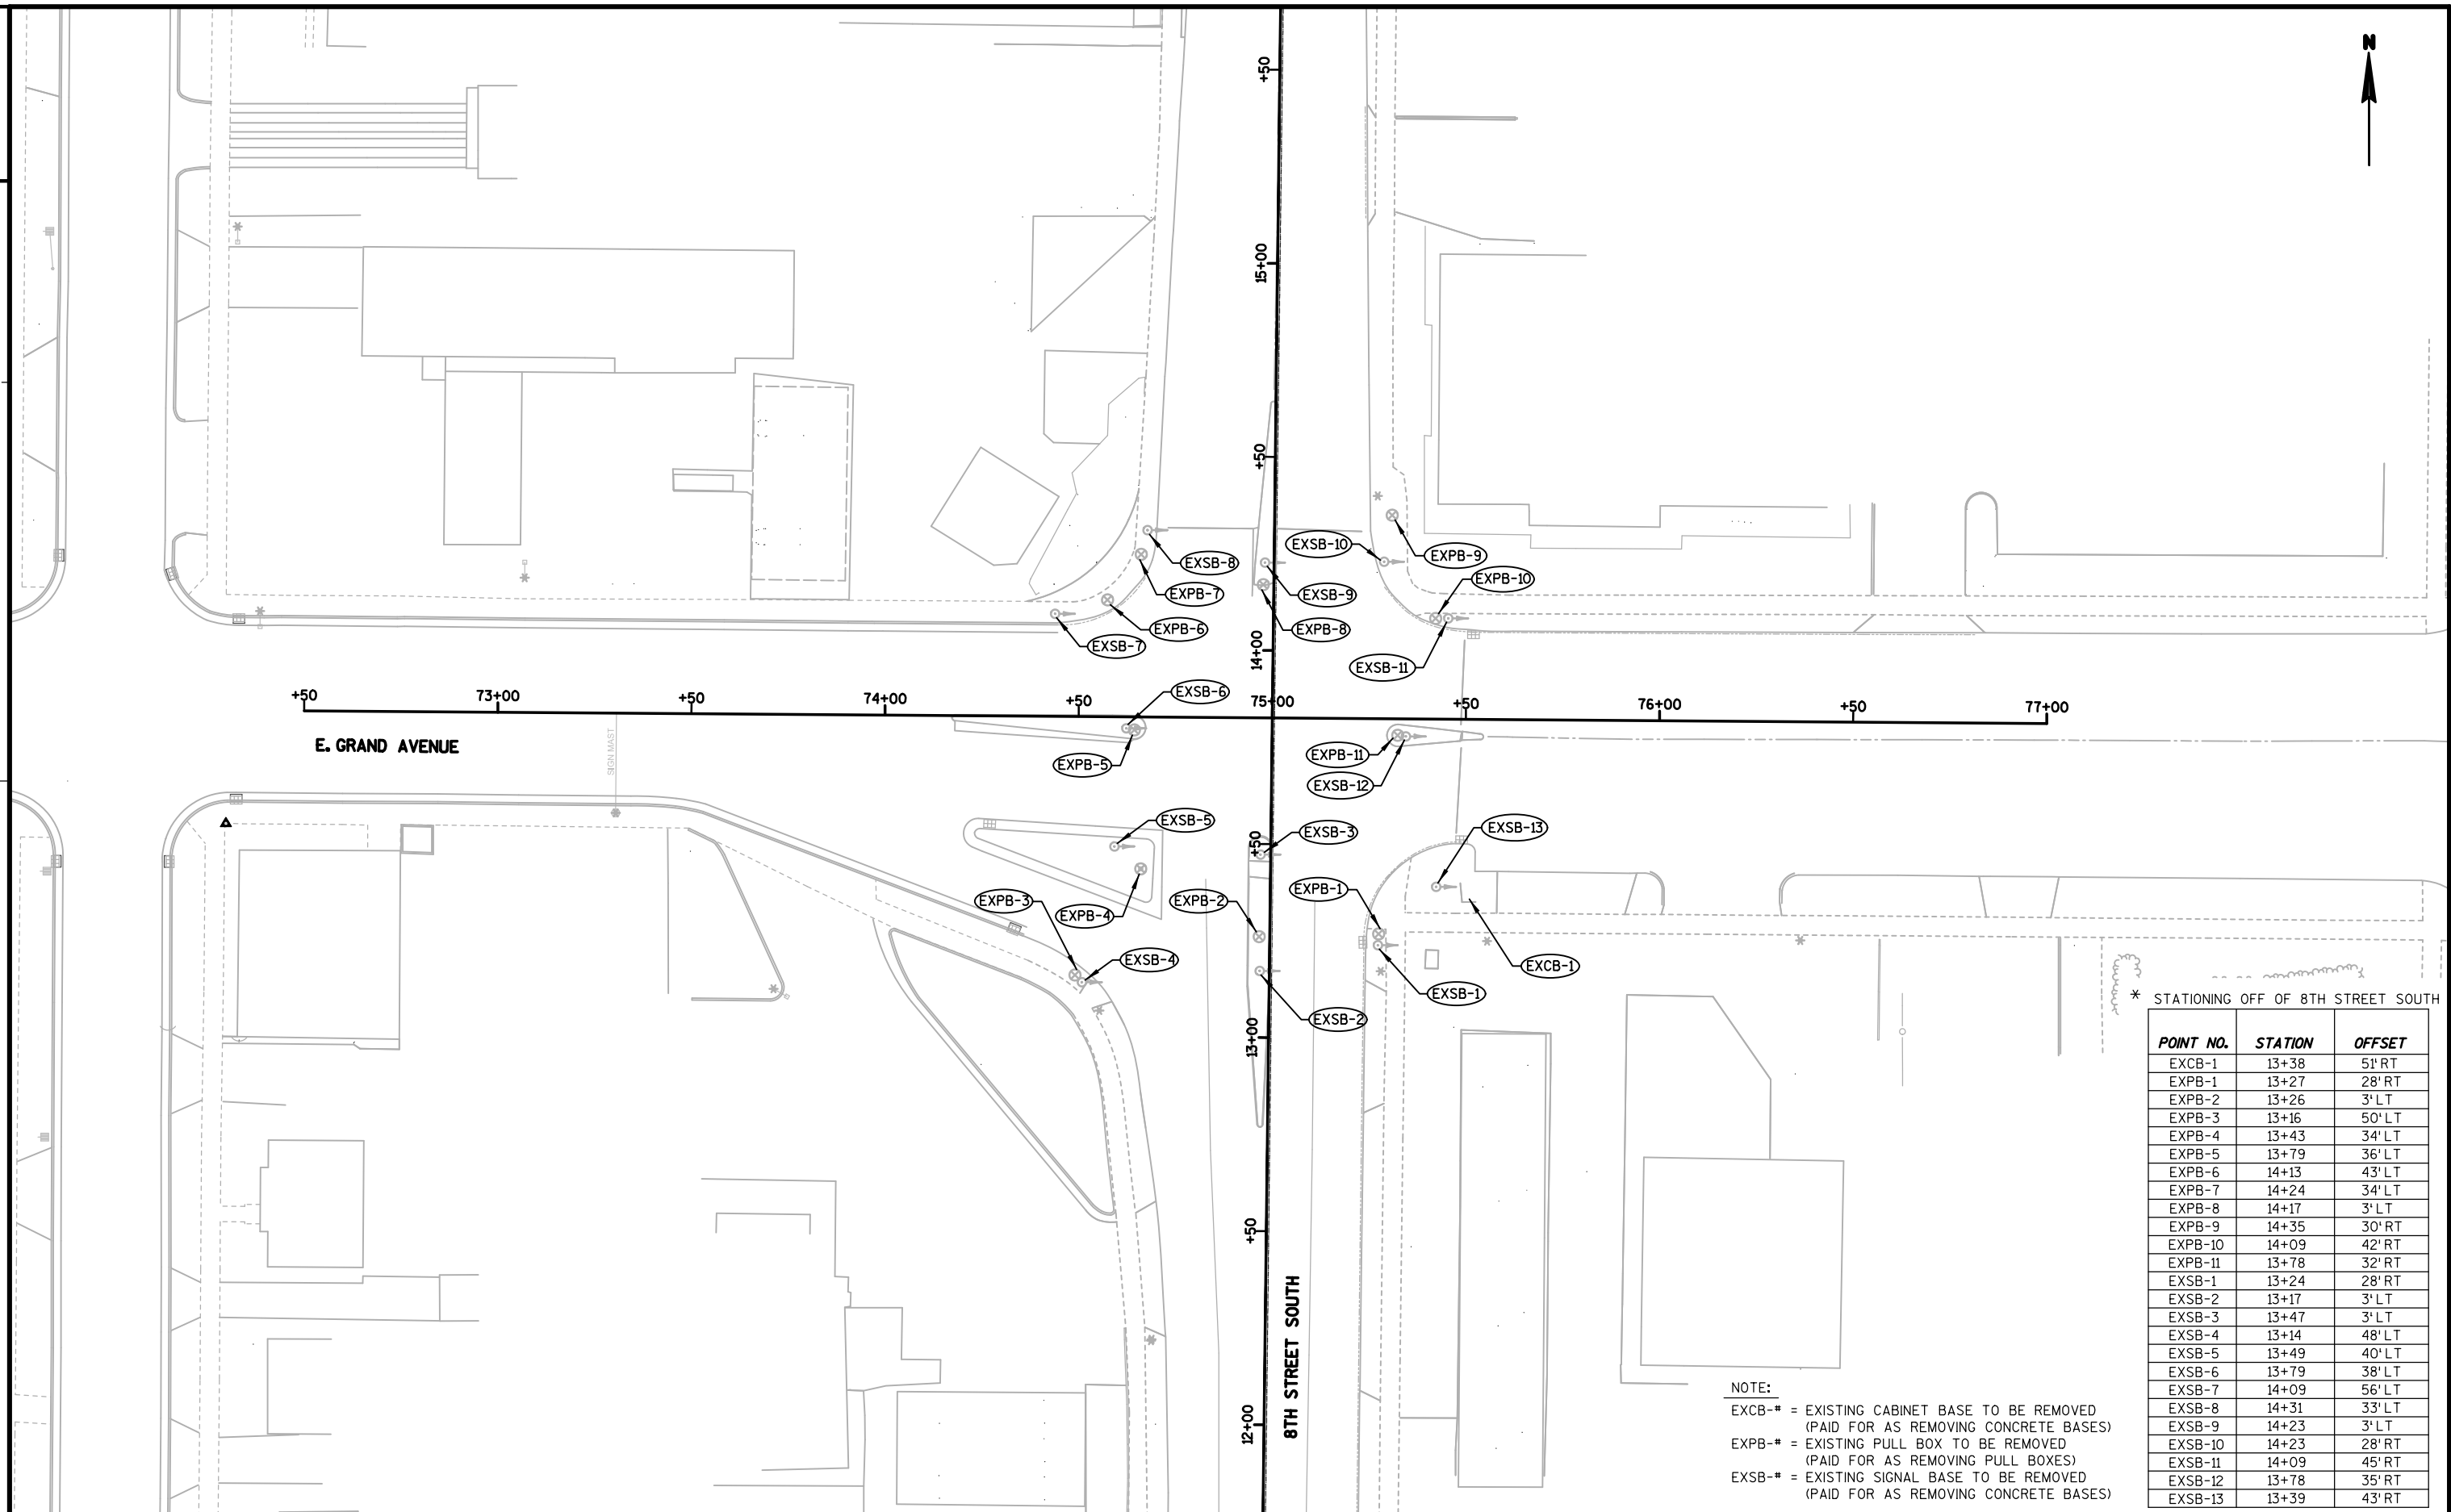 N
+50
15+00
+50
EXSB-10
EXPB-9
EXSB-8
EXPB-10
EXPB-7
EXSB-9
EXPB-6
EXPB-8
EXSB-7
14+00
EXSB-11
+50
73+00
+50
74+00
+50
75+00
+50
76+00
+50
77+00
EXSB-6
E. GRAND AVENUE
SIGN MAST
EXPB-5
EXPB-11
EXSB-12
EXSB-5
EXSB-3
EXSB-13
+50
EXPB-1
EXPB-3
EXPB-2
EXPB-4
EXSB-4
EXCB-1
EXSB-1
EXSB-2
13+00
+50
8TH STREET SOUTH
12+00
* STATIONING OFF OF 8TH STREET SOUTH
POINT NO. STATION OFFSET
EXCB-1 13+38 51' RT
EXPB-1 13+27 28' RT
EXPB-2 13+26 3' LT
EXPB-3 13+16 50' LT
EXPB-4 13+43 34' LT
EXPB-5 13+79 36' LT
EXPB-6 14+13 43' LT
EXPB-7 14+24 34' LT
EXPB-8 14+17 3' LT
EXPB-9 14+35 30' RT
EXPB-10 14+09 42' RT
EXPB-11 13+78 32' RT
EXSB-1 13+24 28' RT
EXSB-2 13+17 3' LT
EXSB-3 13+47 3' LT
EXSB-4 13+14 48' LT
EXSB-5 13+49 40' LT
EXSB-6 13+79 38' LT
EXSB-7 14+09 56' LT
EXSB-8 14+31 33' LT
EXSB-9 14+23 3' LT
EXSB-10 14+23 28' RT
EXSB-11 14+09 45' RT
EXSB-12 13+78 35' RT
EXSB-13 13+39 43' RT
NOTE:
EXCB-# = EXISTING CABINET BASE TO BE REMOVED
(PAID FOR AS REMOVING CONCRETE BASES)
EXPB-# = EXISTING PULL BOX TO BE REMOVED
(PAID FOR AS REMOVING PULL BOXES)
EXSB-# = EXISTING SIGNAL BASE TO BE REMOVED
(PAID FOR AS REMOVING CONCRETE BASES)